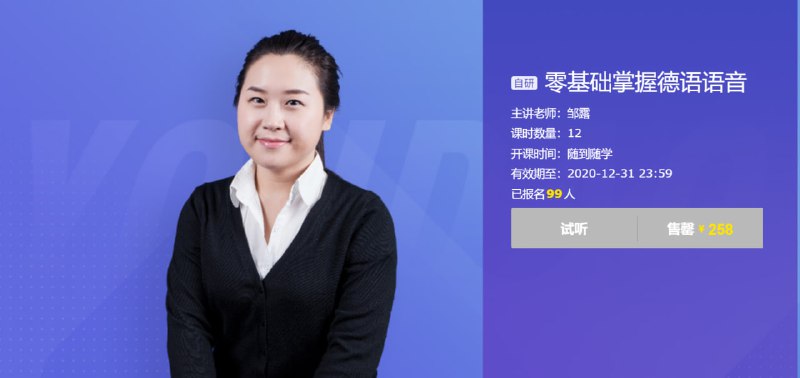 自研 零基础掌握德语语音
主讲老师：邹露
课时数量：12
开课时间：随到随学
有效期至：2020-12-31 23:59
已报名99人
试听 售罄 ¥ 258